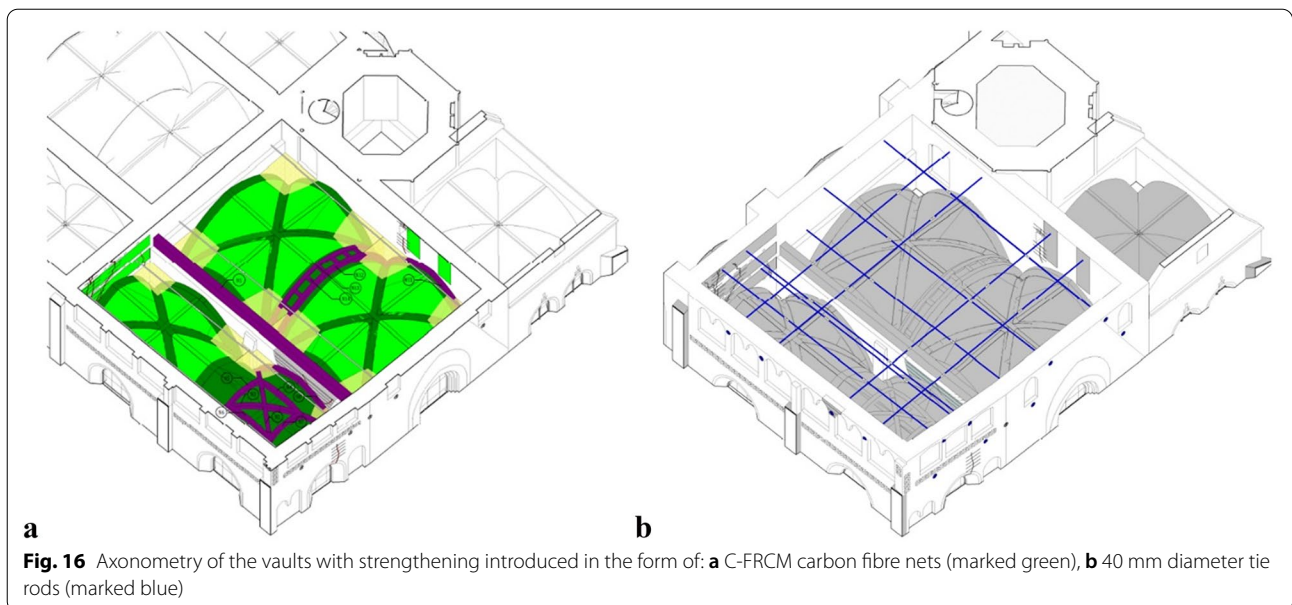 a
b
Fig. 16 Axonometry of the vaults with strengthening introduced in the form of: a C-FRCM carbon fibre nets (marked green), b 40 mm diameter tie
rods (marked blue)